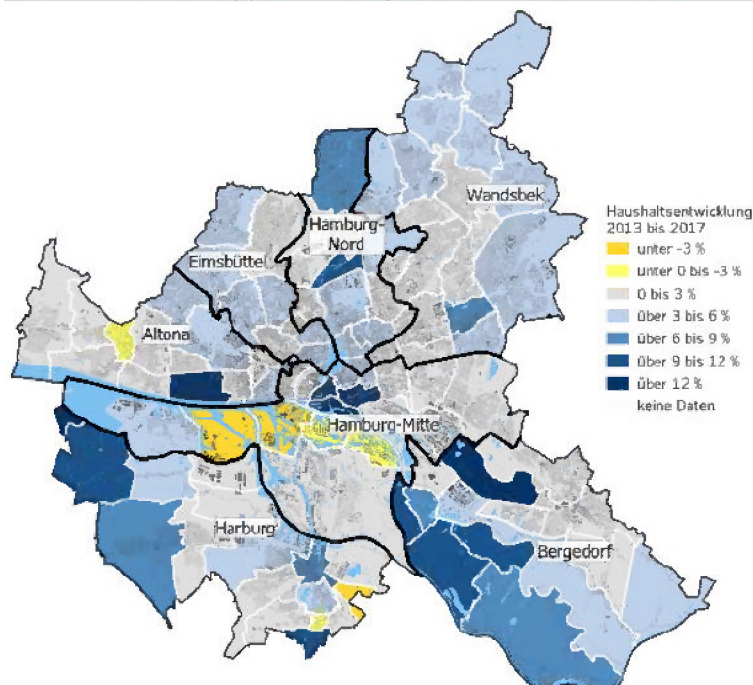 Wandsbek
Hamburg-
Nord
Eimsbüttel
Altona
Hamburg-Mitte
Harburg
Bergedorf
Haushaltsentwicklung
2013 bis 2017
unter -3 %
unter 0 bis -3 %
0 bis 3 %
über 3 bis 6 %
über 6 bis 9 %
über 9 bis 12 %
über 12 %
keine Daten